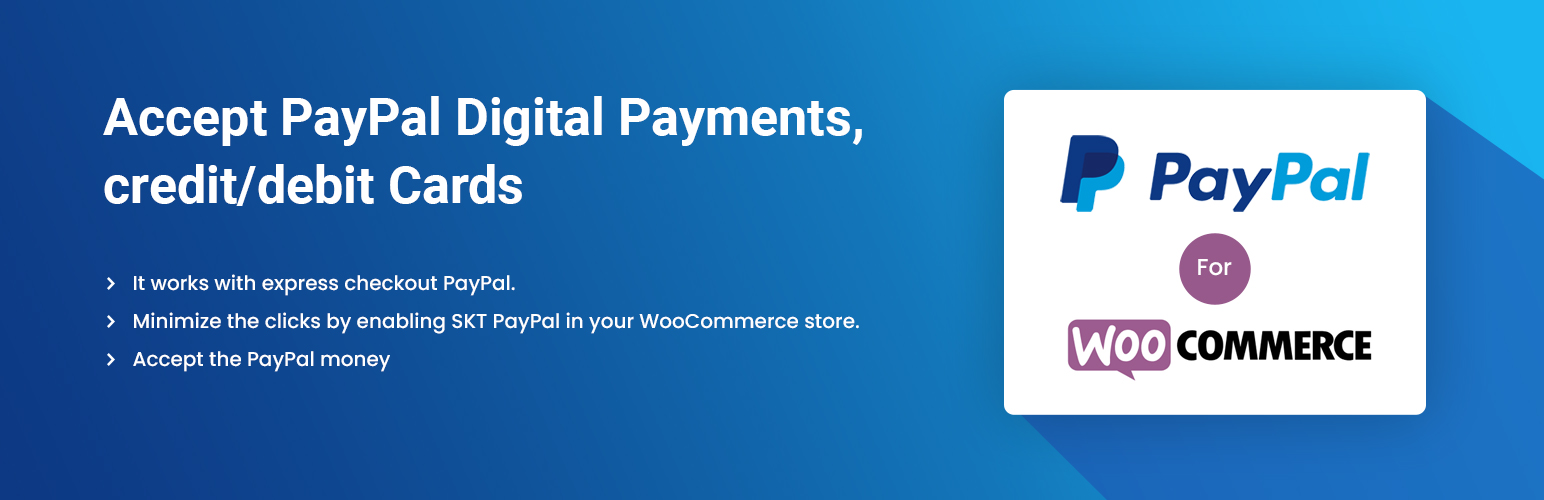 Accept PayPal Digital Payments,
credit/debit Cards
It works with express checkout PayPal.
Minimize the clicks by enabling SKT PayPal in your WooCommerce store.
Accept the PayPal money
PayPal
For
WOO COMMERCE